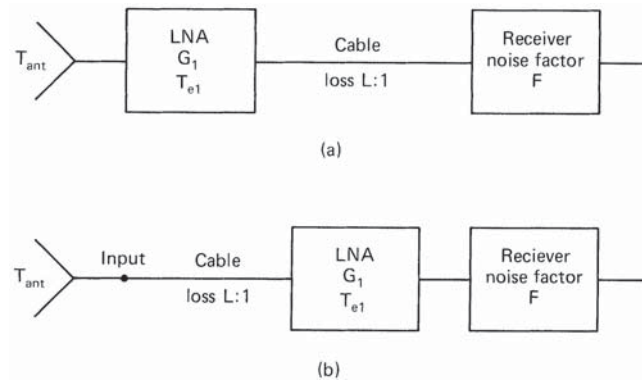 T_ant
LNA
G_1
T_e1
Cable
loss L:1
Receiver
noise factor
F
(a)
T_ant
Input
Cable
loss L:1
LNA
G_1
T_e1
Reciever
noise factor
F
(b)